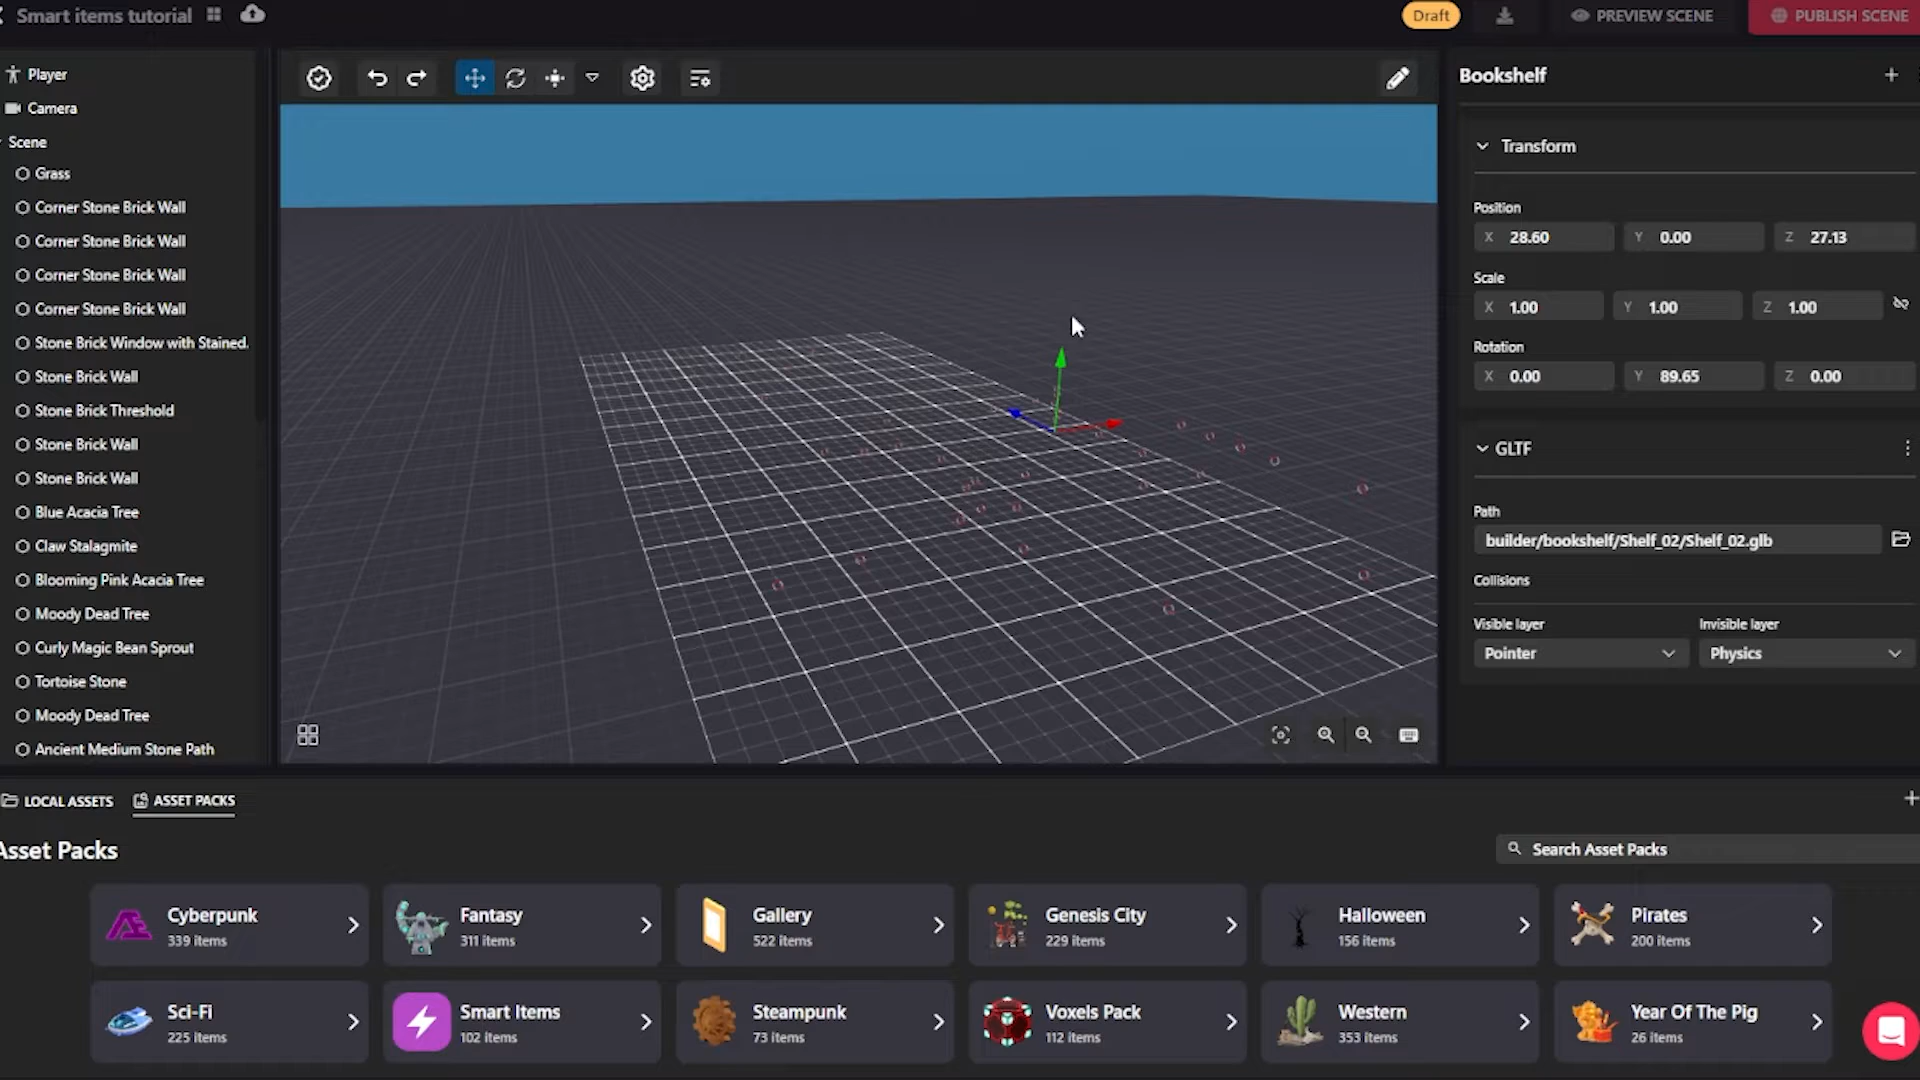 Smart items tutorial
Draft
PREVIEW SCENE
PUBLISH SCENE
Player
Camera
Scene
Grass
Corner Stone Brick Wall
Corner Stone Brick Wall
Corner Stone Brick Wall
Corner Stone Brick Wall
Stone Brick Window with Stained.
Stone Brick Wall
Stone Brick Threshold
Stone Brick Wall
Stone Brick Wall
Blue Acacia Tree
Claw Stalagmite
Blooming Pink Acacia Tree
Moody Dead Tree
Curly Magic Bean Sprout
Tortoise Stone
Moody Dead Tree
Ancient Medium Stone Path
Bookshelf
Transform
Position
X 28.60 Y 0.00 Z 27.13
Scale
X 1.00 Y 1.00 Z 1.00
Rotation
X 0.00 Y 89.65 Z 0.00
GLTF
Path
builder/bookshelf/Shelf_02/Shelf_02.glb
Collisions
Visible layer Invisible layer
Pointer Physics
LOCAL ASSETS ASSET PACKS
Asset Packs
Search Asset Packs
Cyberpunk
339 items
Fantasy
311 items
Gallery
522 items
Genesis City
229 items
Halloween
156 items
Pirates
200 items
Sci-Fi
225 items
Smart Items
102 items
Steampunk
73 items
Voxels Pack
112 items
Western
353 items
Year Of The Pig
26 items